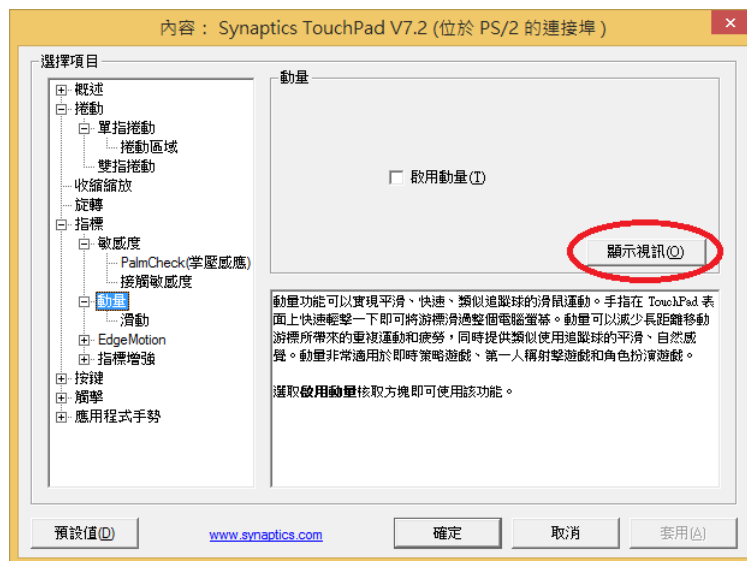 內容： Synaptics TouchPad V7.2 (位於 PS/2 的連接埠 )
選擇項目
概述
捲動
單指捲動
捲動區域
雙指捲動
收縮縮放
旋轉
指標
敏感度
PalmCheck(掌壓感應)
接觸敏感度
動量
滑動
EdgeMotion
指標增強
按鍵
觸擊
應用程式手勢
動量
啟用動量(T)
顯示視訊(O)
動量功能可以實現平滑、快速、類似追蹤球的滑鼠運動。手指在 TouchPad 表
面上快速輕擊一下即可將游標滑過整個電腦螢幕。動量可以減少長距離移動
游標所帶來的重複運動和疲勞，同時提供類似使用追蹤球的平滑、自然感
覺。動量非常適用於即時策略遊戲、第一人稱射擊遊戲和角色扮演遊戲。
選取啟用動量核取方塊即可使用該功能。
預設值(D)
www.synaptics.com
確定
取消
套用(A)